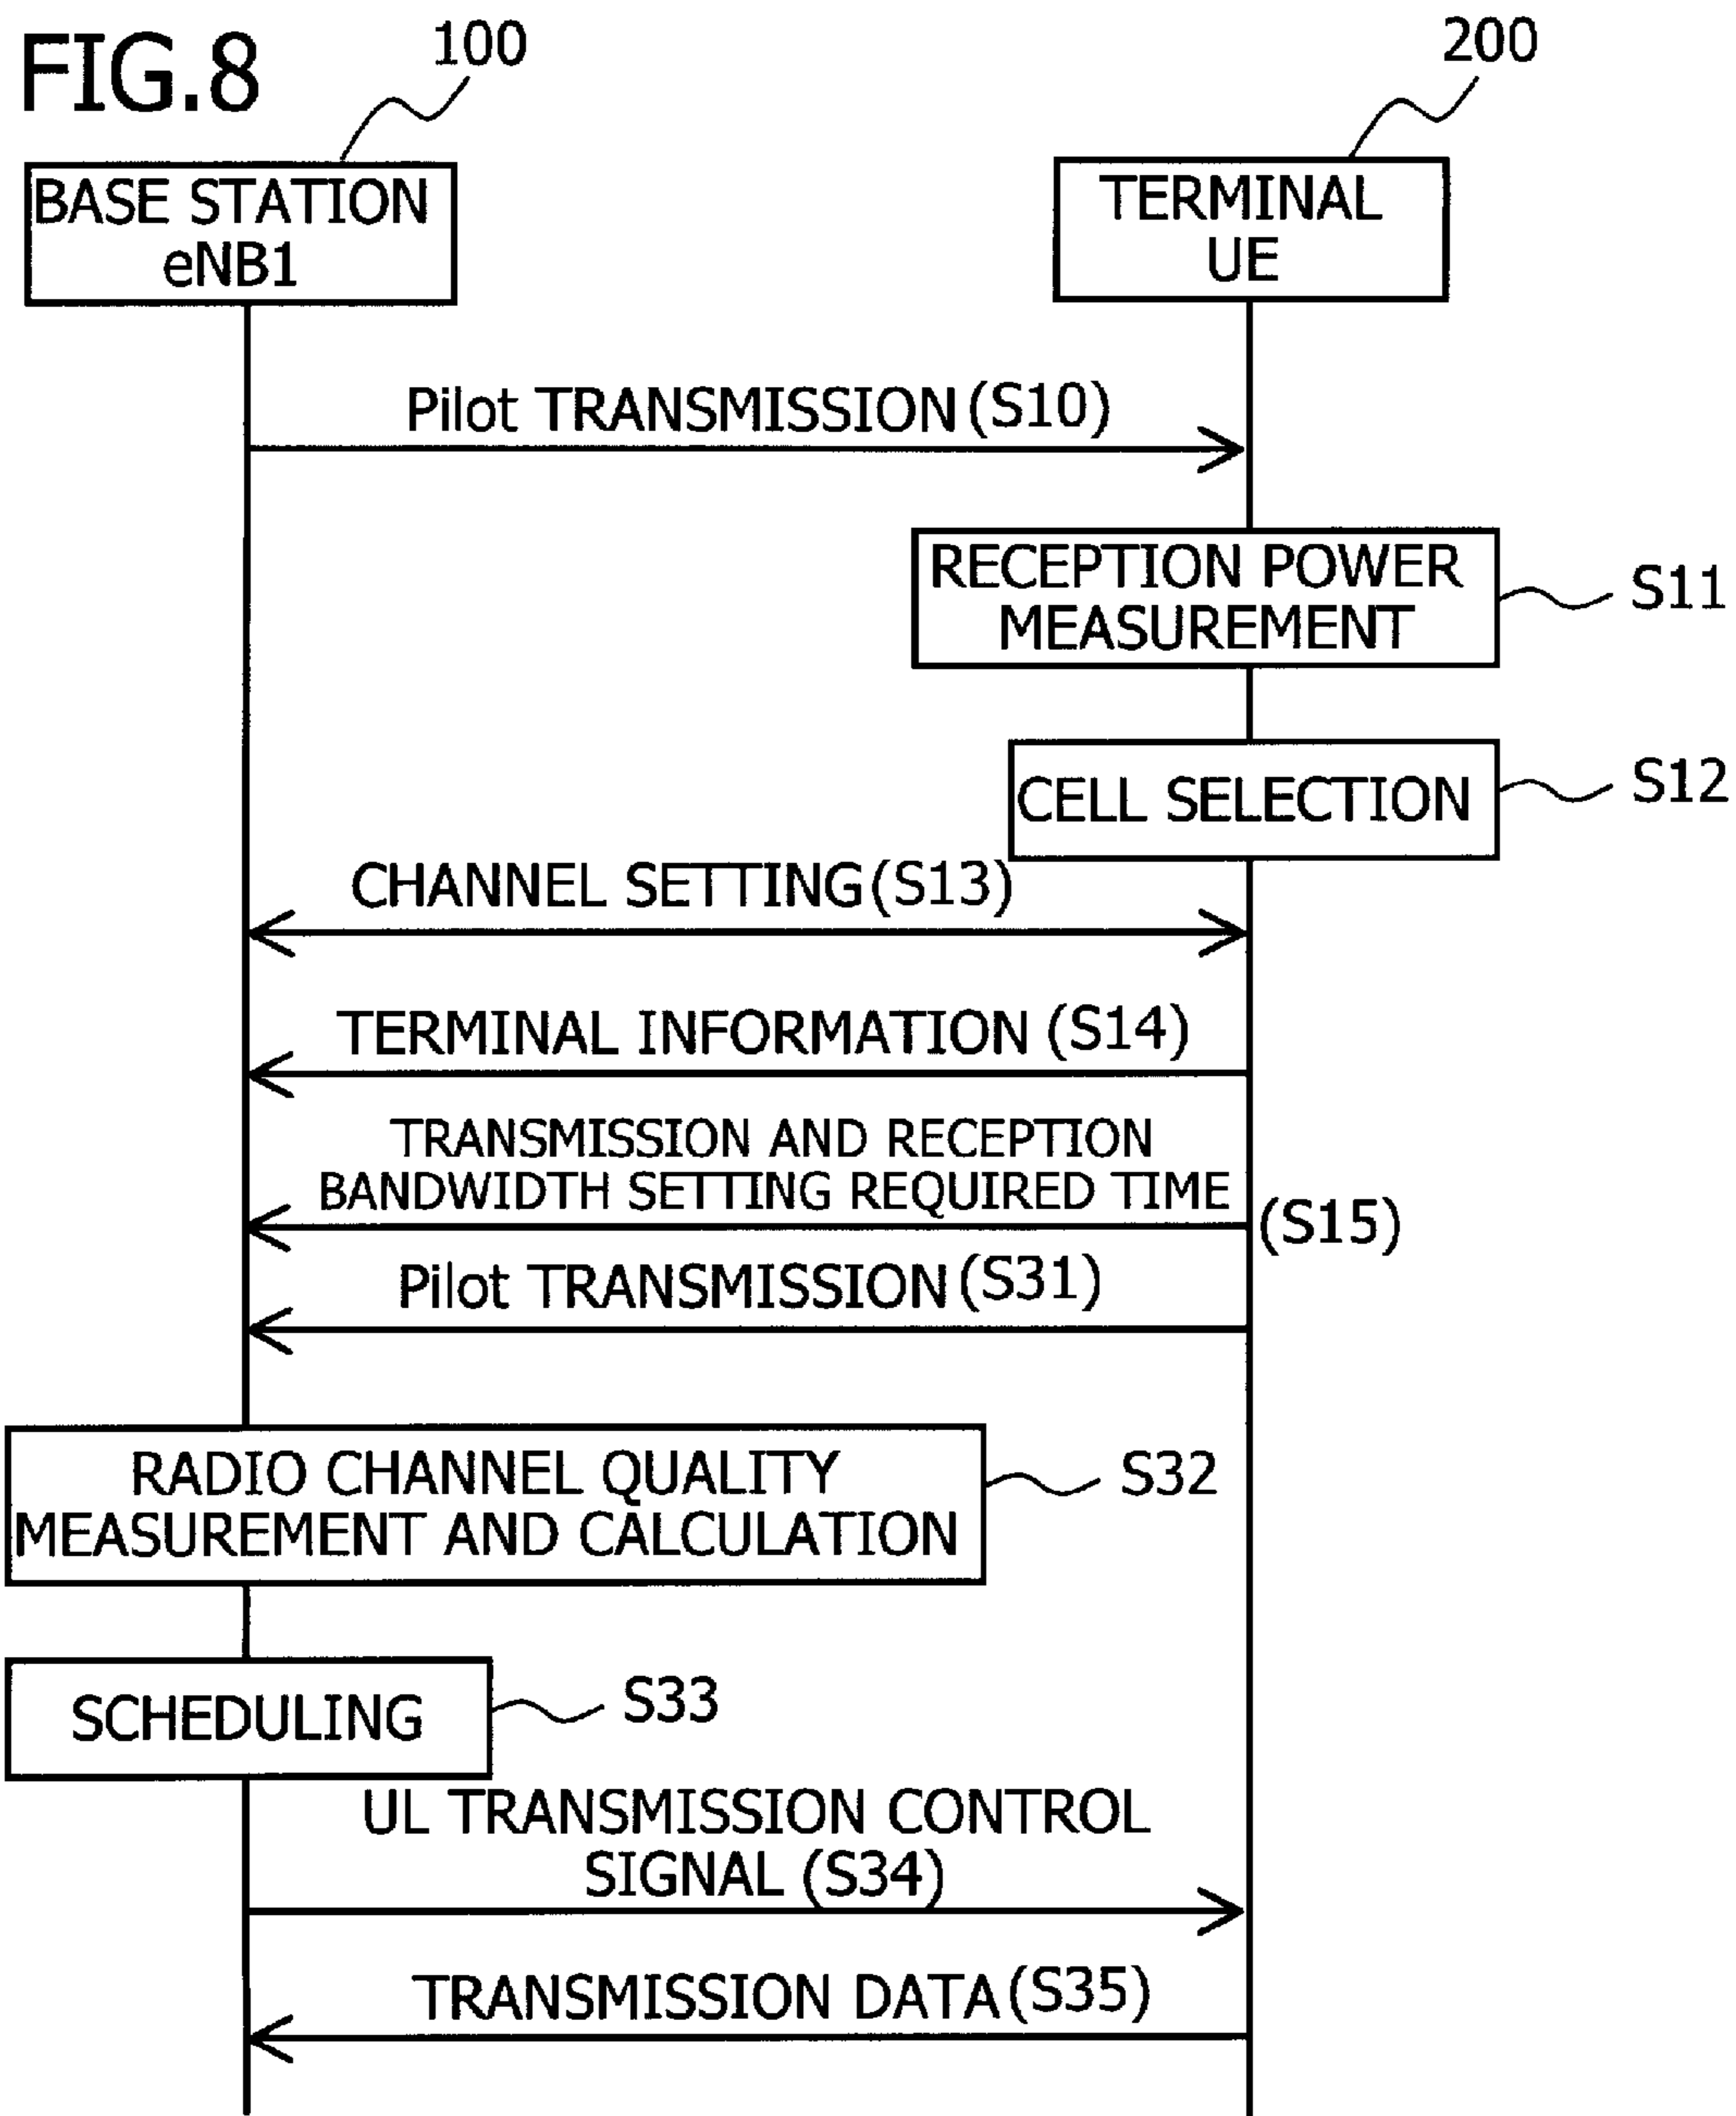 FIG.8
100
200
BASE STATION
eNB1
TERMINAL
UE
Pilot TRANSMISSION (S10)
RECEPTION POWER
MEASUREMENT
S11
CELL SELECTION
S12
CHANNEL SETTING (S13)
TERMINAL INFORMATION (S14)
TRANSMISSION AND RECEPTION
BANDWIDTH SETTING REQUIRED TIME
(S15)
Pilot TRANSMISSION (S31)
RADIO CHANNEL QUALITY
MEASUREMENT AND CALCULATION
S32
SCHEDULING
S33
UL TRANSMISSION CONTROL
SIGNAL (S34)
TRANSMISSION DATA (S35)